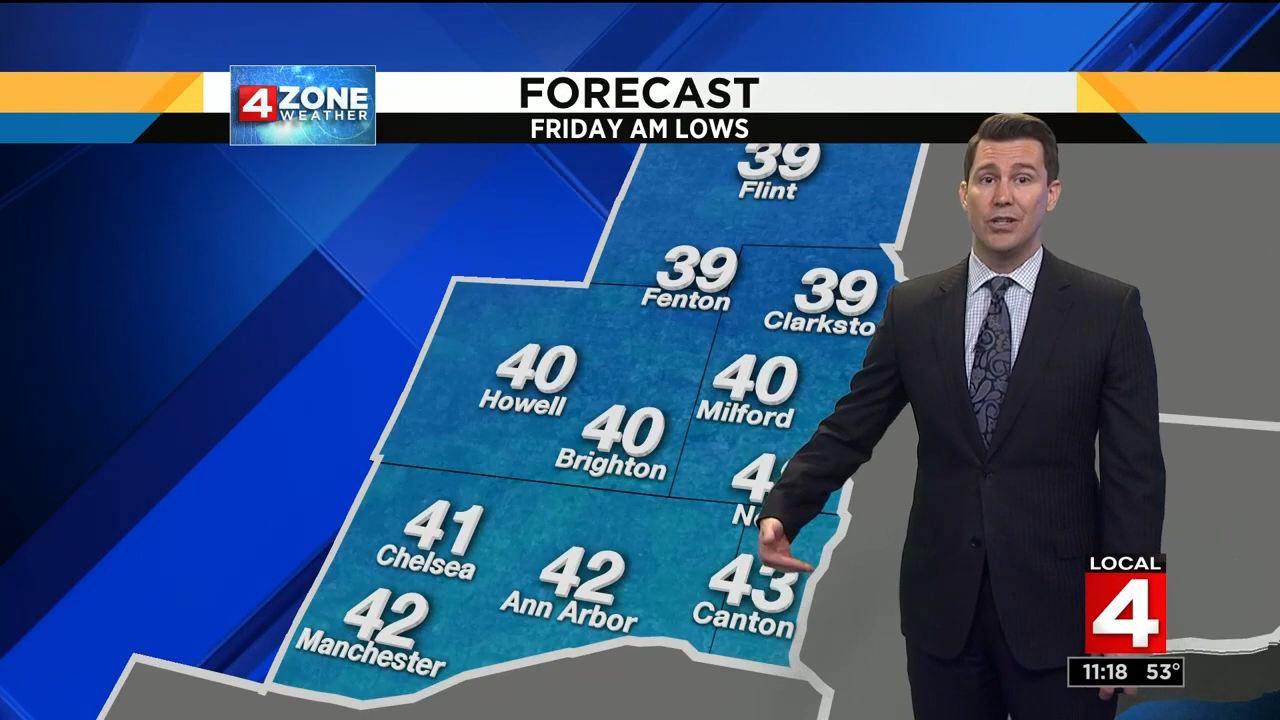 4 ZONE
WEATHER
FORECAST
FRIDAY AM LOWS
39
Flint
39
Fenton
39
40
Howell
40
Milford
40
Brighton
41
Chelsea
42
Ann Arbor
43
Canton
42
Manchester
LOCAL
4
11:18 53°